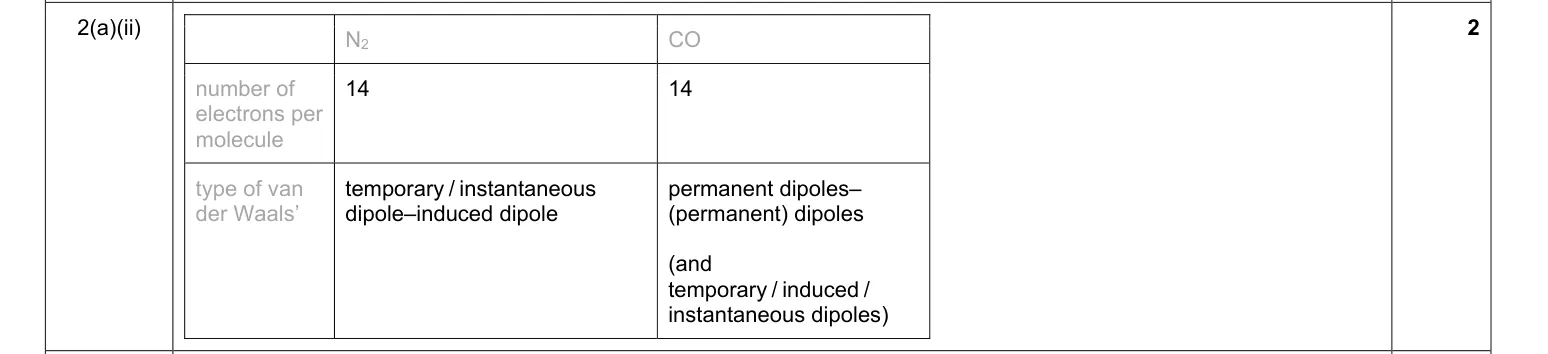 2(a)(ii)
N₂ CO
2
number of
electrons per
molecule
14 14
type of van
der Waals’
temporary / instantaneous
dipole–induced dipole
permanent dipoles–
(permanent) dipoles
(and
temporary / induced /
instantaneous dipoles)